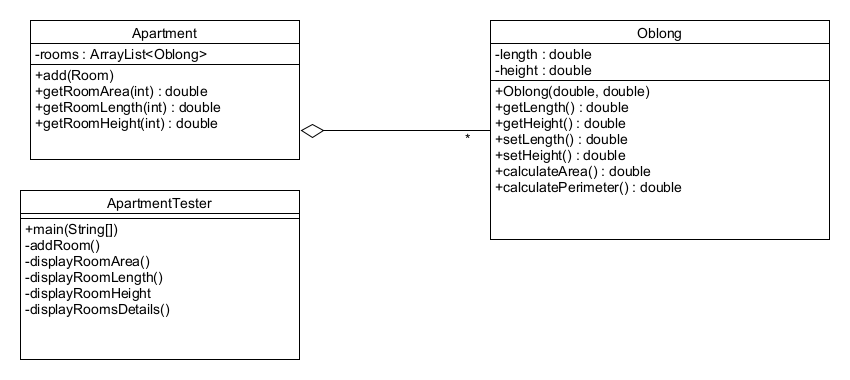 Apartment
-rooms : ArrayList<Oblong>
+add(Room)
+getRoomArea(int) : double
+getRoomLength(int) : double
+getRoomHeight(int) : double
*
Oblong
-length : double
-height : double
+Oblong(double, double)
+getLength() : double
+getHeight() : double
+setLength() : double
+setHeight() : double
+calculateArea() : double
+calculatePerimeter() : double
ApartmentTester
+main(String[])
-addRoom()
-displayRoomArea()
-displayRoomLength()
-displayRoomHeight
-displayRoomsDetails()